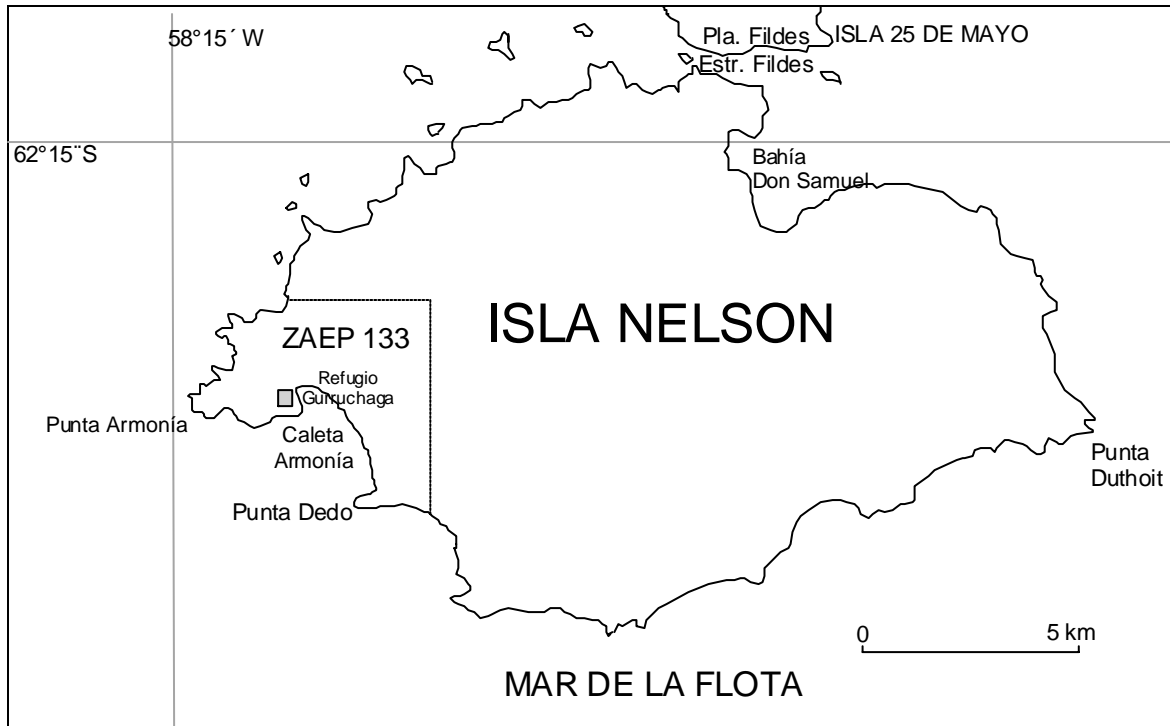 58°15´ W
Pla. Fildes
ISLA 25 DE MAYO
Estr. Fildes
62°15¨S
Bahía
Don Samuel
ISLA NELSON
ZAEP 133
Refugio
Gurruchaga
Punta Armonía
Caleta
Armonía
Punta
Duthoit
Punta Dedo
0 5 km
MAR DE LA FLOTA